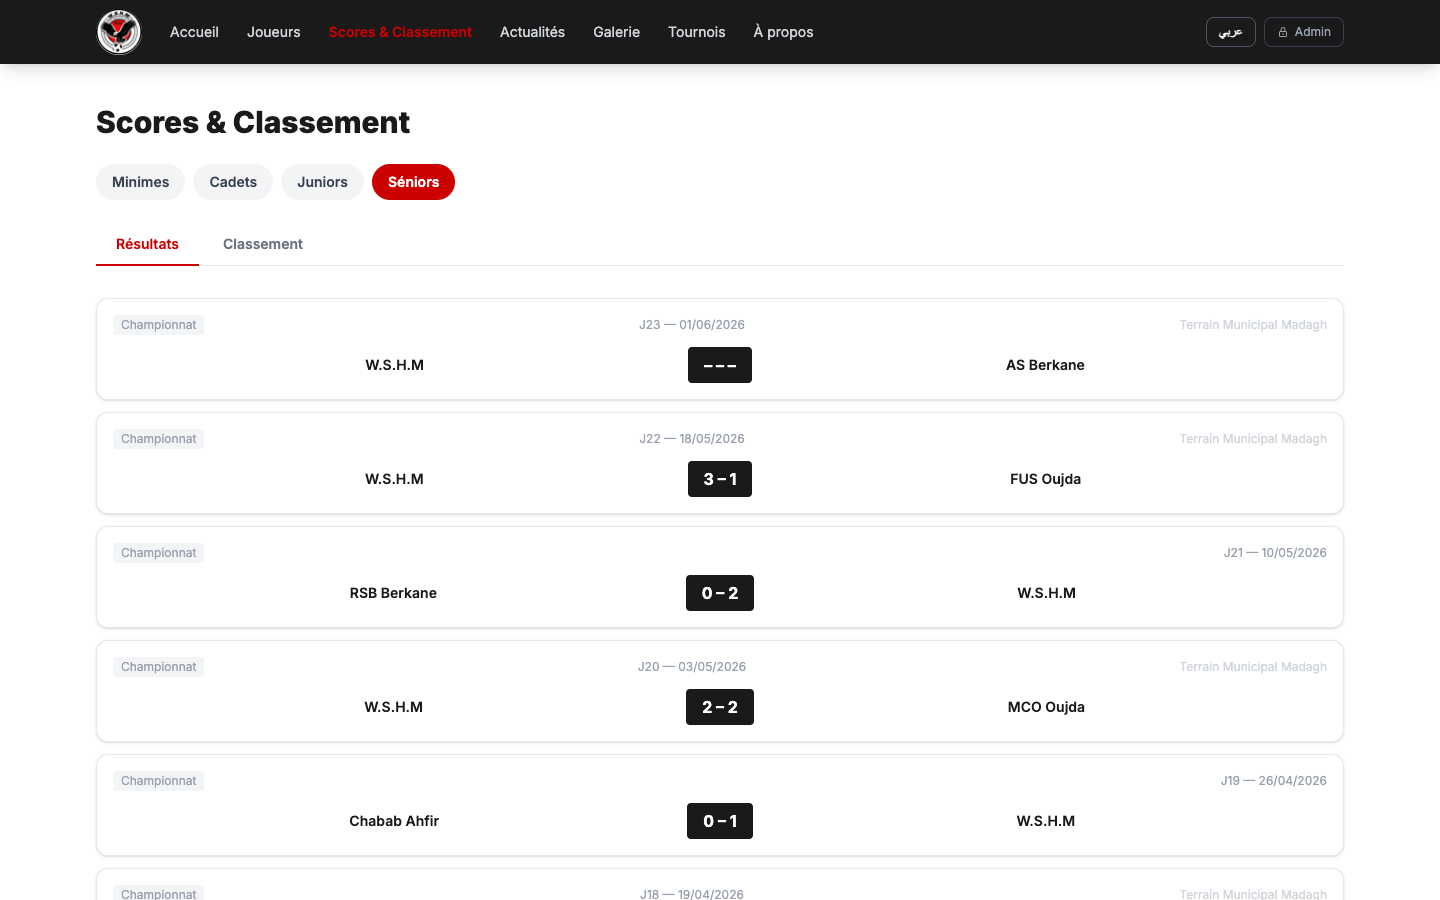 Accueil Joueurs Scores & Classement Actualités Galerie Tournois À propos عربي Admin
Scores & Classement
Minimes Cadets Juniors Séniors
Résultats Classement
Championnat J23 — 01/06/2026 Terrain Municipal Madagh
W.S.H.M – – – AS Berkane
Championnat J22 — 18/05/2026 Terrain Municipal Madagh
W.S.H.M 3 – 1 FUS Oujda
Championnat J21 — 10/05/2026
RSB Berkane 0 – 2 W.S.H.M
Championnat J20 — 03/05/2026 Terrain Municipal Madagh
W.S.H.M 2 – 2 MCO Oujda
Championnat J19 — 26/04/2026
Chabab Ahfir 0 – 1 W.S.H.M
Championnat J18 — 19/04/2026 Terrain Municipal Madagh